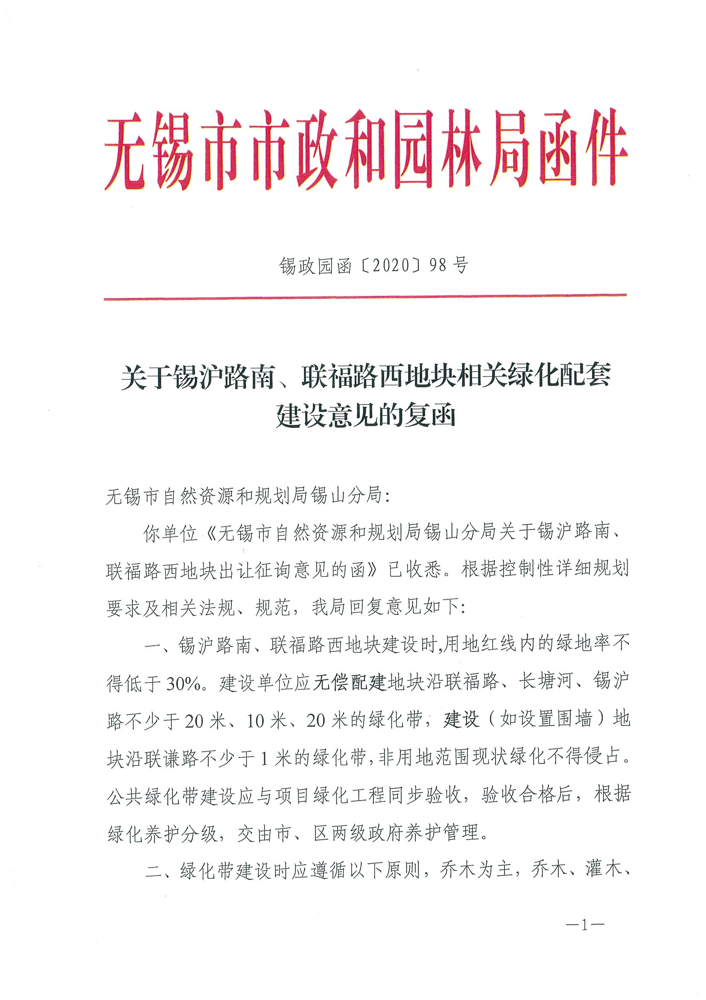 无锡市市政和园林局函件
锡政园函〔2020〕98号
关于锡沪路南、联福路西地块相关绿化配套
建设意见的复函
无锡市自然资源和规划局锡山分局：
你单位《无锡市自然资源和规划局锡山分局关于锡沪路南、
联福路西地块出让征询意见的函》已收悉。根据控制性详细规划
要求及相关法规、规范，我局回复意见如下：
一、锡沪路南、联福路西地块建设时,用地红线内的绿地率不
得低于30%。建设单位应无偿配建地块沿联福路、长塘河、锡沪
路不少于20米、10米、20米的绿化带，建设（如设置围墙）地
块沿联谦路不少于1米的绿化带,非用地范围现状绿化不得侵占。
公共绿化带建设应与项目绿化工程同步验收，验收合格后，根据
绿化养护分级，交由市、区两级政府养护管理。
二、绿化带建设时应遵循以下原则，乔木为主，乔木、灌木、
—1—